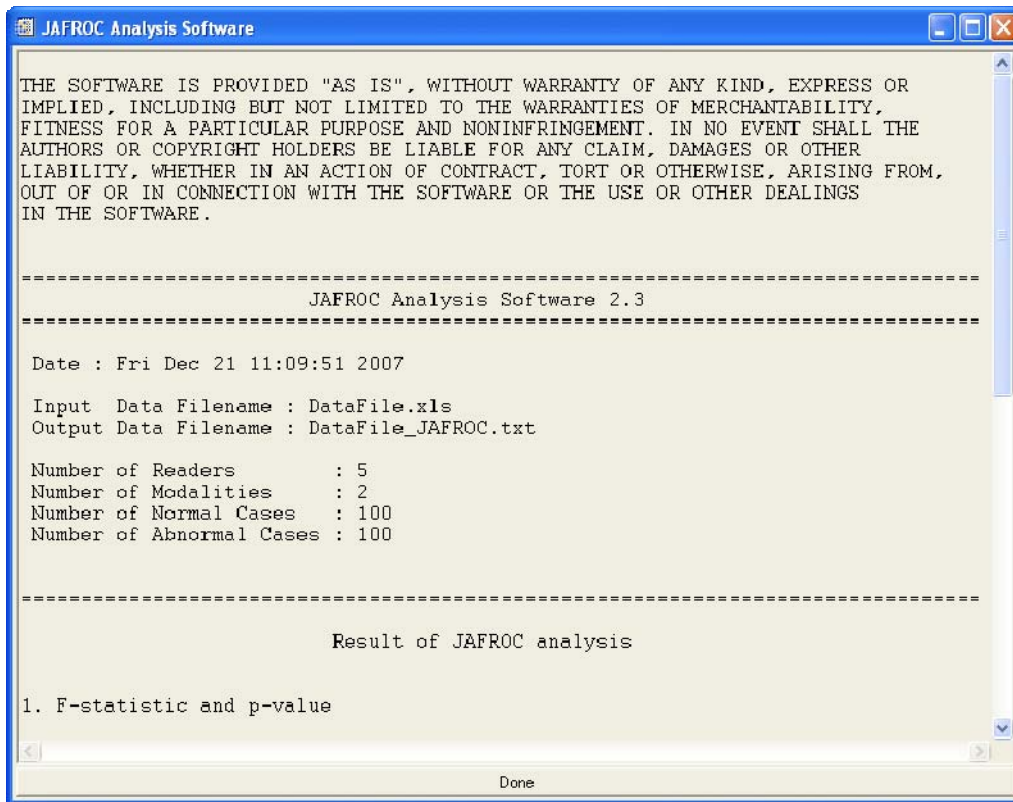 JAFROC Analysis Software
THE SOFTWARE IS PROVIDED "AS IS", WITHOUT WARRANTY OF ANY KIND, EXPRESS OR
IMPLIED, INCLUDING BUT NOT LIMITED TO THE WARRANTIES OF MERCHANTABILITY,
FITNESS FOR A PARTICULAR PURPOSE AND NONINFRINGEMENT. IN NO EVENT SHALL THE
AUTHORS OR COPYRIGHT HOLDERS BE LIABLE FOR ANY CLAIM, DAMAGES OR OTHER
LIABILITY, WHETHER IN AN ACTION OF CONTRACT, TORT OR OTHERWISE, ARISING FROM,
OUT OF OR IN CONNECTION WITH THE SOFTWARE OR THE USE OR OTHER DEALINGS
IN THE SOFTWARE.
================================================================================
JAFROC Analysis Software 2.3
================================================================================
Date : Fri Dec 21 11:09:51 2007
Input  Data Filename : DataFile.xls
Output Data Filename : DataFile_JAFROC.txt
Number of Readers        : 5
Number of Modalities     : 2
Number of Normal Cases   : 100
Number of Abnormal Cases : 100
================================================================================
Result of JAFROC analysis
1. F-statistic and p-value
Done